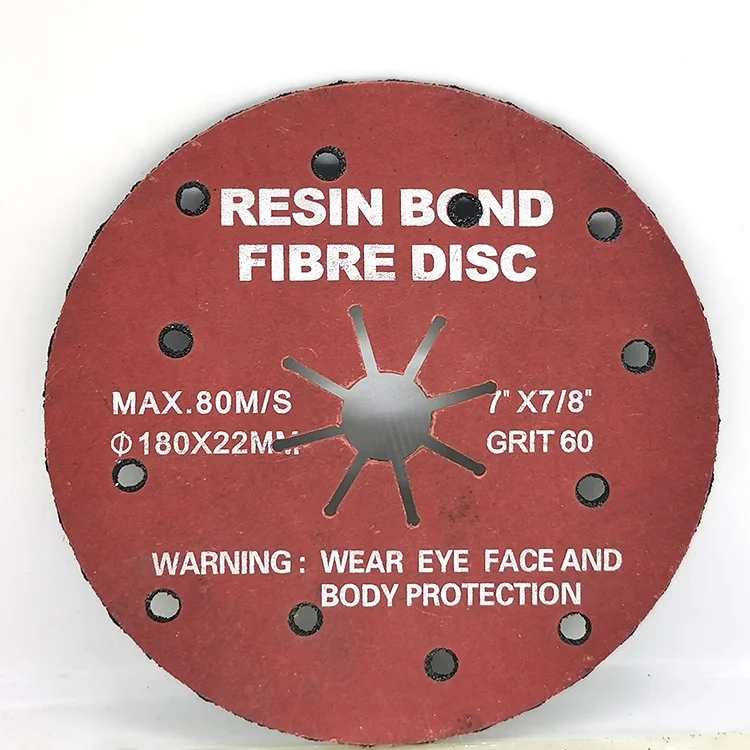 RESIN BOND
FIBRE DISC
MAX.80M/S
7" X7/8"
Φ180X22MM
GRIT 60
WARNING : WEAR EYE FACE AND
BODY PROTECTION